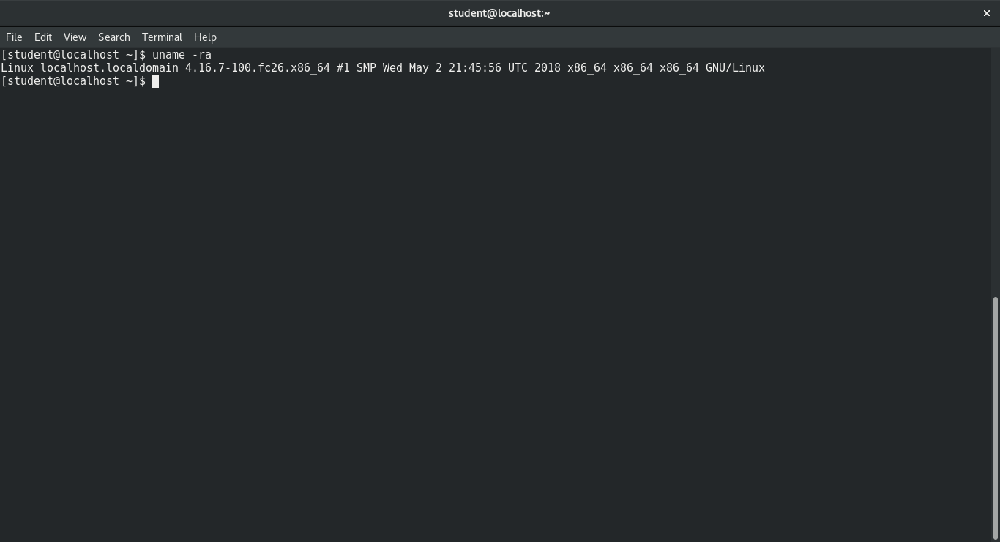 student@localhost:~ ×
File Edit View Search Terminal Help
[student@localhost ~]$ uname -ra
Linux localhost.localdomain 4.16.7-100.fc26.x86_64 #1 SMP Wed May 2 21:45:56 UTC 2018 x86_64 x86_64 x86_64 GNU/Linux
[student@localhost ~]$